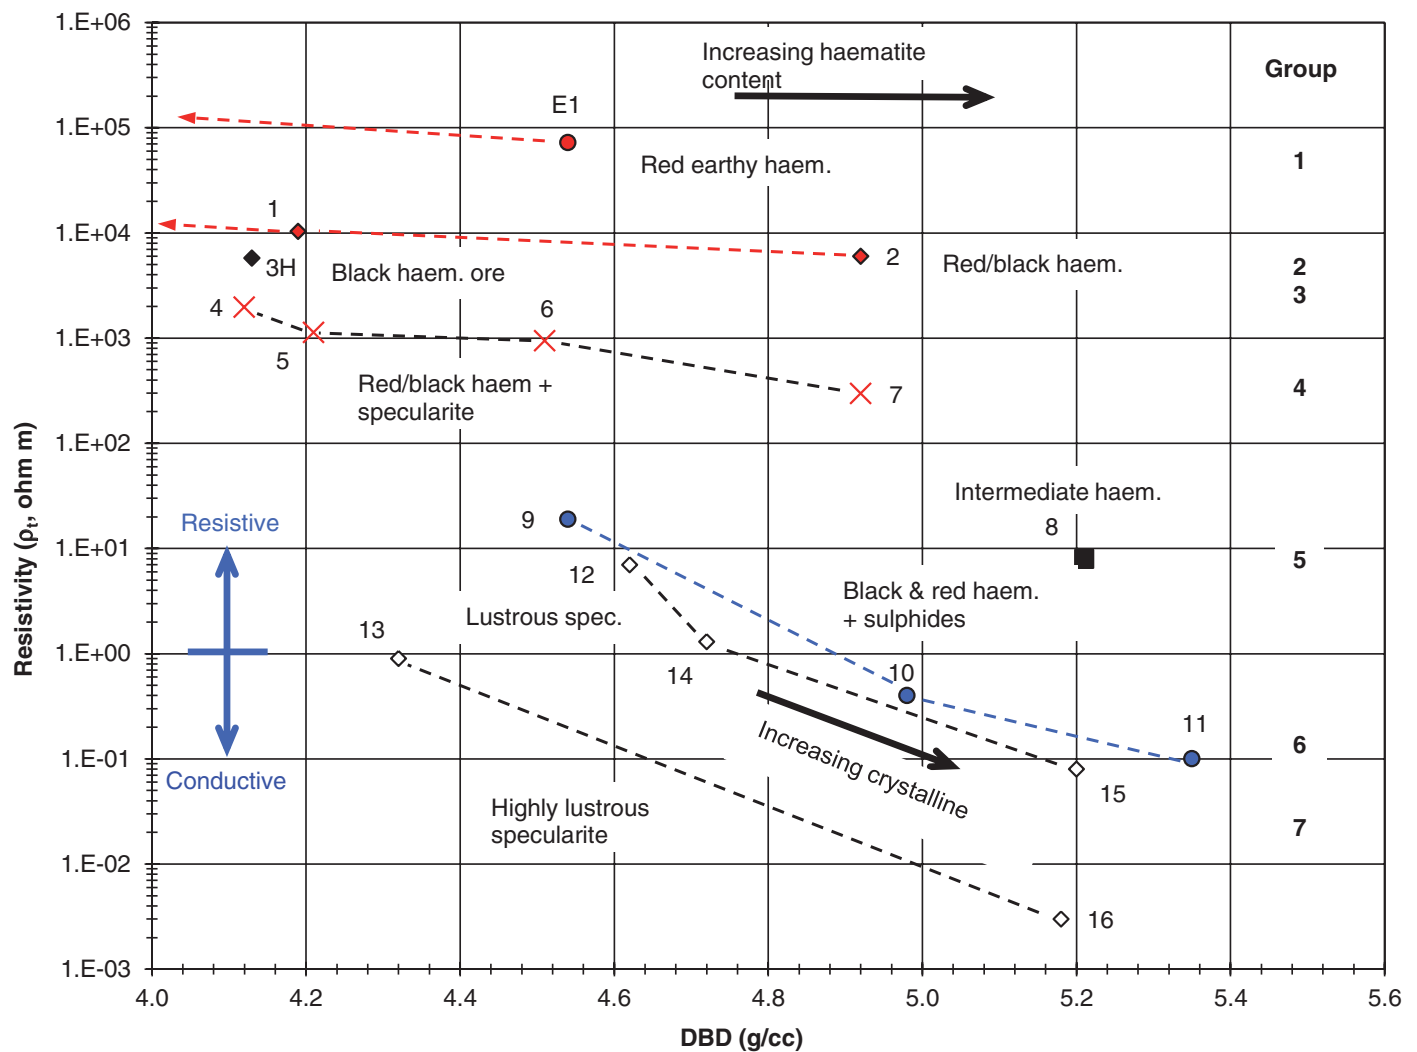 1.E+06
1.E+05
1.E+04
1.E+03
1.E+02
1.E+01
1.E+00
1.E-01
1.E-02
1.E-03
Resistivity (ρt, ohm m)
4.0
4.2
4.4
4.6
4.8
5.0
5.2
5.4
5.6
DBD (g/cc)
Increasing haematite
content
Group
E1
Red earthy haem.
1
1
2
Red/black haem.
2
3H
Black haem. ore
3
4
5
6
7
Red/black haem +
specularite
4
Intermediate haem.
8
5
Resistive
Conductive
9
12
Black & red haem.
+ sulphides
Lustrous spec.
13
14
10
11
Increasing crystalline
6
15
Highly lustrous
specularite
7
16